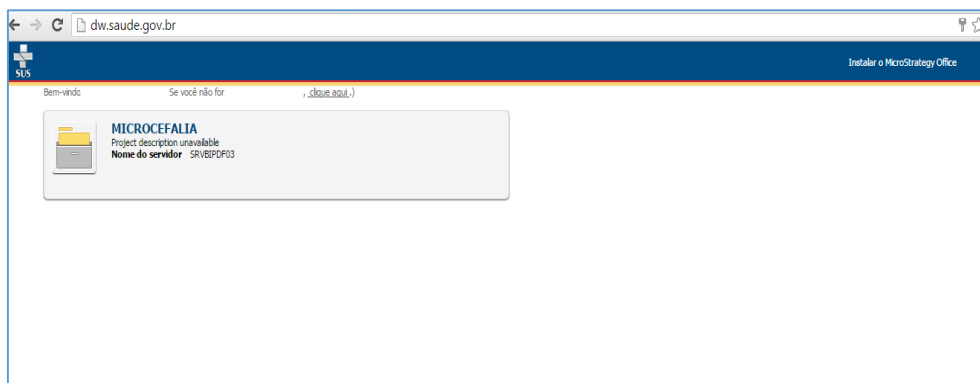 dw.saude.gov.br
SUS
Instalar o MicroStrategy Office
Bem-vindo Se você não for , clique aqui .)
MICROCEFALIA
Project description unavailable
Nome do servidor SRVBIPDF03